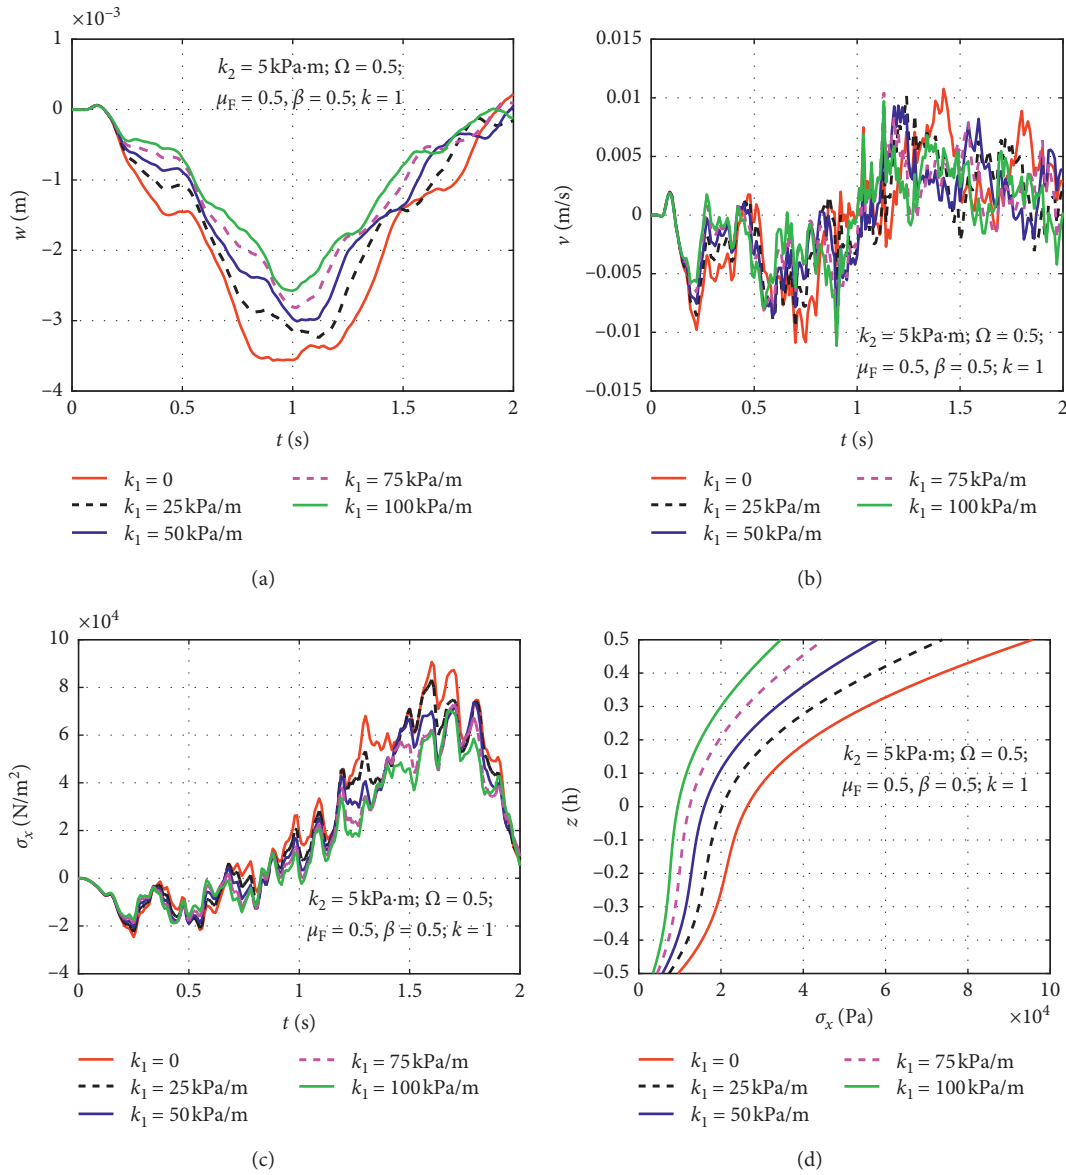 ×10⁻³
1
0
−1
−2
−3
−4
w (m)
k₂ = 5 kPa·m; Ω = 0.5;
μ_F = 0.5, β = 0.5; k = 1
0 0.5 1 1.5 2
t (s)
k₁ = 0
k₁ = 25 kPa/m
k₁ = 50 kPa/m
k₁ = 75 kPa/m
k₁ = 100 kPa/m
(a)
0.015
0.010
0.005
0
−0.005
−0.01
−0.015
v (m/s)
k₂ = 5 kPa·m; Ω = 0.5;
μ_F = 0.5, β = 0.5; k = 1
0 0.5 1 1.5 2
t (s)
k₁ = 0
k₁ = 25 kPa/m
k₁ = 50 kPa/m
k₁ = 75 kPa/m
k₁ = 100 kPa/m
(b)
×10⁴
10
8
6
4
2
0
−2
−4
σₓ (N/m²)
k₂ = 5 kPa·m; Ω = 0.5;
μ_F = 0.5, β = 0.5; k = 1
0 0.5 1 1.5 2
t (s)
k₁ = 0
k₁ = 25 kPa/m
k₁ = 50 kPa/m
k₁ = 75 kPa/m
k₁ = 100 kPa/m
(c)
0.5
0.4
0.3
0.2
0.1
0
−0.1
−0.2
−0.3
−0.4
−0.5
z (h)
k₂ = 5 kPa·m; Ω = 0.5;
μ_F = 0.5, β = 0.5; k = 1
0 2 4 6 8 10
σₓ (Pa) ×10⁴
k₁ = 0
k₁ = 25 kPa/m
k₁ = 50 kPa/m
k₁ = 75 kPa/m
k₁ = 100 kPa/m
(d)